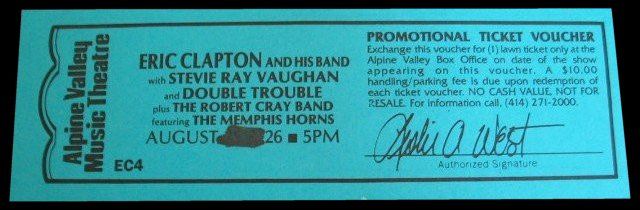 Alpine Valley
Music Theatre
EC4
ERIC CLAPTON AND HIS BAND
with STEVIE RAY VAUGHAN
and DOUBLE TROUBLE
plus THE ROBERT CRAY BAND
featuring THE MEMPHIS HORNS
AUGUST 26 ■ 5PM
PROMOTIONAL TICKET VOUCHER
Exchange this voucher for (1) lawn ticket only at the
Alpine Valley Box Office on date of the show
appearing on this voucher. A $10.00
handling/parking fee is due upon redemption of
each ticket voucher. NO CASH VALUE, NOT FOR
RESALE. For information call, (414) 271-2000.
Leslie A West
Authorized Signature